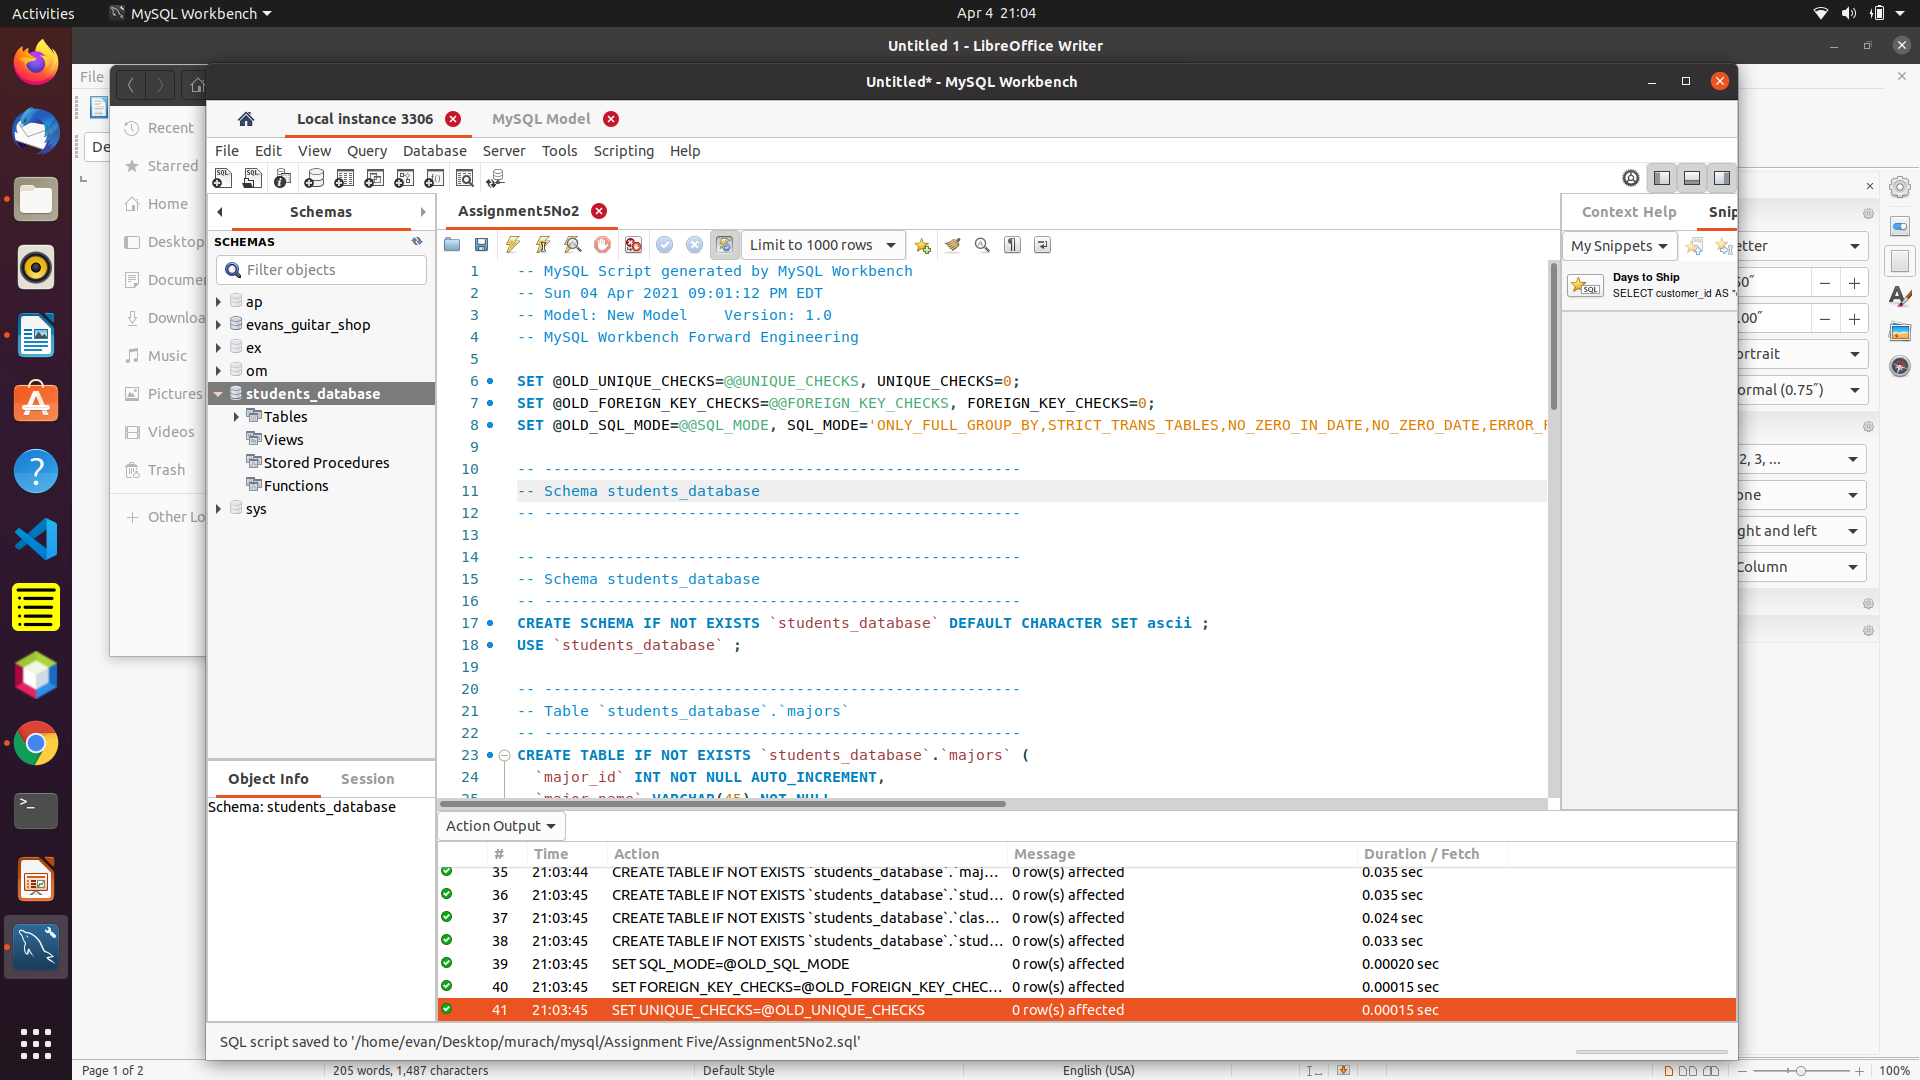 Activities
MySQL Workbench
Apr 4 21:04
Untitled 1 - LibreOffice Writer
File
Untitled* - MySQL Workbench
Recent
Starred
Home
Desktop
Music
Pictures
Videos
Trash
Other Lo
Local instance 3306
MySQL Model
File Edit View Query Database Server Tools Scripting Help
Schemas
SCHEMAS
Filter objects
ap
evans_guitar_shop
ex
om
students_database
Tables
Views
Stored Procedures
Functions
sys
Object Info
Session
Schema: students_database
Assignment5No2
Limit to 1000 rows
1 -- MySQL Script generated by MySQL Workbench
2 -- Sun 04 Apr 2021 09:01:12 PM EDT
3 -- Model: New Model    Version: 1.0
4 -- MySQL Workbench Forward Engineering
5
6 SET @OLD_UNIQUE_CHECKS=@@UNIQUE_CHECKS, UNIQUE_CHECKS=0;
7 SET @OLD_FOREIGN_KEY_CHECKS=@@FOREIGN_KEY_CHECKS, FOREIGN_KEY_CHECKS=0;
8 SET @OLD_SQL_MODE=@@SQL_MODE, SQL_MODE='ONLY_FULL_GROUP_BY,STRICT_TRANS_TABLES,NO_ZERO_IN_DATE,NO_ZERO_DATE,ERROR_F
9
10 -- -----------------------------------------------------
11 -- Schema students_database
12 -- -----------------------------------------------------
13
14 -- -----------------------------------------------------
15 -- Schema students_database
16 -- -----------------------------------------------------
17 CREATE SCHEMA IF NOT EXISTS `students_database` DEFAULT CHARACTER SET ascii ;
18 USE `students_database` ;
19
20 -- -----------------------------------------------------
21 -- Table `students_database`.`majors`
22 -- -----------------------------------------------------
23 CREATE TABLE IF NOT EXISTS `students_database`.`majors` (
24 `major_id` INT NOT NULL AUTO_INCREMENT,
25 `major_name` VARCHAR(45) NOT NULL
Context Help
Snip
My Snippets
Days to Ship
SELECT customer_id AS "
etter
.00″
ortrait
ormal (0.75″)
2, 3, ...
one
ght and left
Column
Action Output
# Time Action Message Duration / Fetch
35 21:03:44 CREATE TABLE IF NOT EXISTS `students_database`.`maj... 0 row(s) affected 0.035 sec
36 21:03:45 CREATE TABLE IF NOT EXISTS `students_database`.`stud... 0 row(s) affected 0.035 sec
37 21:03:45 CREATE TABLE IF NOT EXISTS `students_database`.`clas... 0 row(s) affected 0.024 sec
38 21:03:45 CREATE TABLE IF NOT EXISTS `students_database`.`stud... 0 row(s) affected 0.033 sec
39 21:03:45 SET SQL_MODE=@OLD_SQL_MODE 0 row(s) affected 0.00020 sec
40 21:03:45 SET FOREIGN_KEY_CHECKS=@OLD_FOREIGN_KEY_CHEC... 0 row(s) affected 0.00015 sec
41 21:03:45 SET UNIQUE_CHECKS=@OLD_UNIQUE_CHECKS 0 row(s) affected 0.00015 sec
SQL script saved to '/home/evan/Desktop/murach/mysql/Assignment Five/Assignment5No2.sql'
Page 1 of 2
205 words, 1,487 characters
Default Style
English (USA)
100%